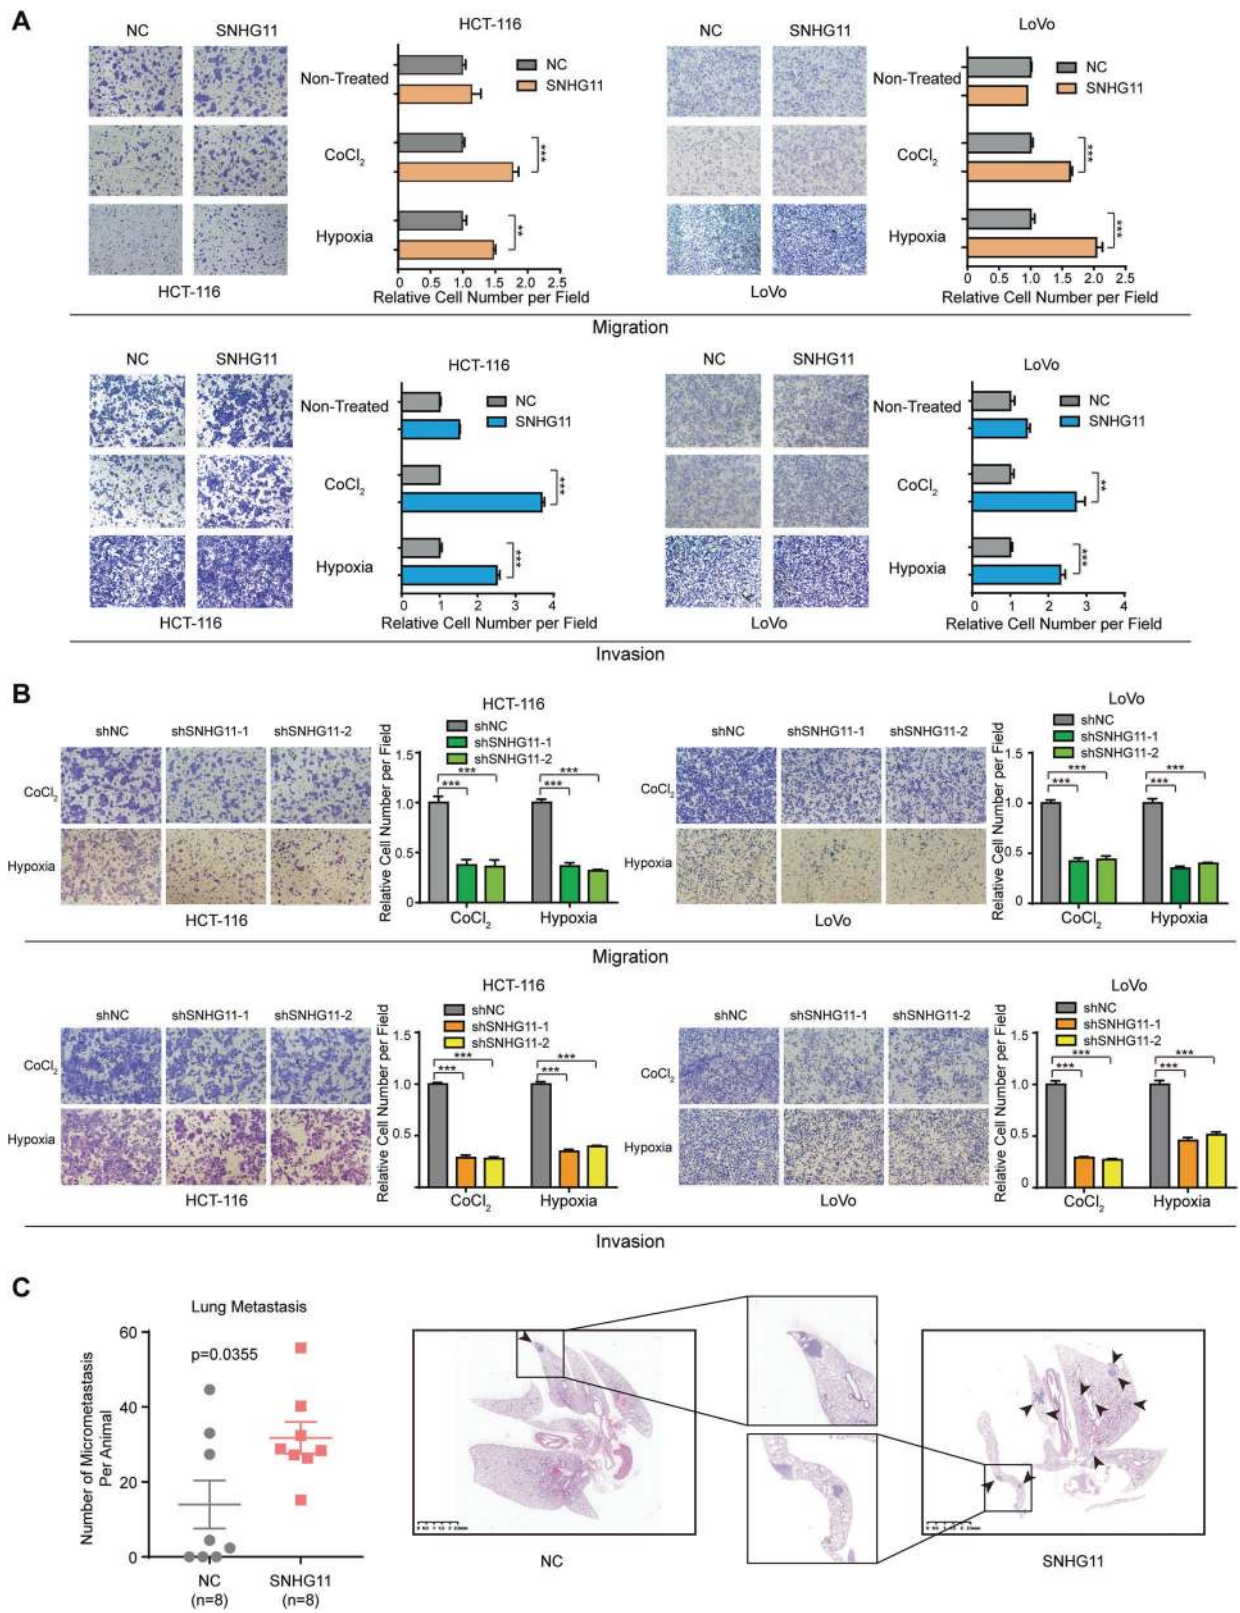 A
NC SNHG11
HCT-116
NC
SNHG11
Non-Treated
CoCl2
***
Hypoxia
**
0 0.5 1.0 1.5 2.0 2.5
HCT-116
Relative Cell Number per Field
NC SNHG11
LoVo
NC
SNHG11
Non-Treated
CoCl2
***
Hypoxia
***
0 0.5 1.0 1.5 2.0 2.5
LoVo
Relative Cell Number per Field
Migration
NC SNHG11
HCT-116
NC
SNHG11
Non-Treated
CoCl2
***
Hypoxia
***
0 1 2 3 4
HCT-116
Relative Cell Number per Field
NC SNHG11
LoVo
NC
SNHG11
Non-Treated
CoCl2
**
Hypoxia
***
0 1 2 3 4
LoVo
Relative Cell Number per Field
Invasion
B
shNC shSNHG11-1 shSNHG11-2
CoCl2
Hypoxia
HCT-116
HCT-116
shNC
shSNHG11-1
shSNHG11-2
Relative Cell Number per Field
1.5
1.0
0.5
0
*** *** *** ***
CoCl2 Hypoxia
shNC shSNHG11-1 shSNHG11-2
CoCl2
Hypoxia
LoVo
LoVo
shNC
shSNHG11-1
shSNHG11-2
Relative Cell Number per Field
1.5
1.0
0.5
0
*** *** *** ***
CoCl2 Hypoxia
Migration
shNC shSNHG11-1 shSNHG11-2
CoCl2
Hypoxia
HCT-116
HCT-116
shNC
shSNHG11-1
shSNHG11-2
Relative Cell Number per Field
1.5
1.0
0.5
0
*** *** *** ***
CoCl2 Hypoxia
shNC shSNHG11-1 shSNHG11-2
CoCl2
Hypoxia
LoVo
LoVo
shNC
shSNHG11-1
shSNHG11-2
Relative Cell Number per Field
1.5
1.0
0.5
0
*** *** *** ***
CoCl2 Hypoxia
Invasion
C
Lung Metastasis
p=0.0355
Number of Micrometastasis
Per Animal
60
40
20
0
NC SNHG11
(n=8) (n=8)
NC
SNHG11